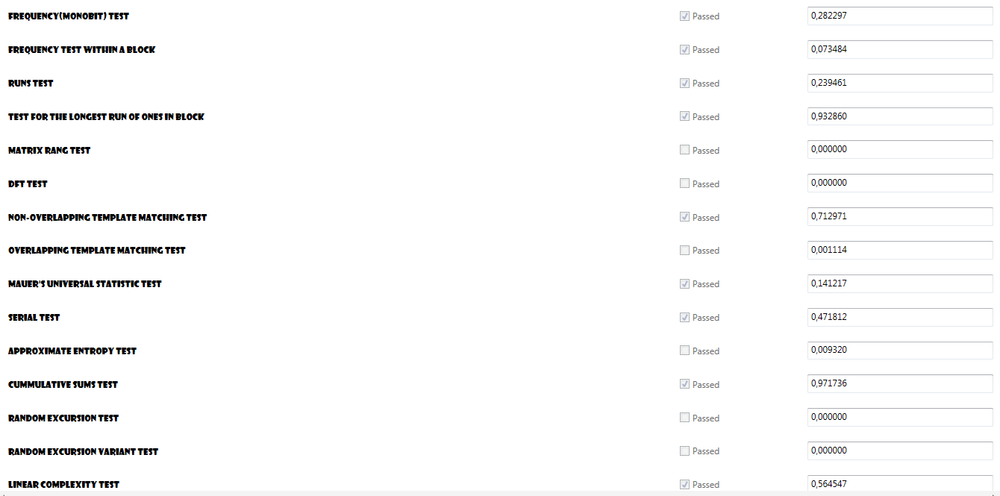 FREQUENCY(MONOBIT) TEST Passed 0,282297
FREQUENCY TEST WITHIN A BLOCK Passed 0,073484
RUNS TEST Passed 0,239461
TEST FOR THE LONGEST RUN OF ONES IN BLOCK Passed 0,932860
MATRIX RANG TEST Passed 0,000000
DFT TEST Passed 0,000000
NON-OVERLAPPING TEMPLATE MATCHING TEST Passed 0,712971
OVERLAPPING TEMPLATE MATCHING TEST Passed 0,001114
MAUER'S UNIVERSAL STATISTIC TEST Passed 0,141217
SERIAL TEST Passed 0,471812
APPROXIMATE ENTROPY TEST Passed 0,009320
CUMMULATIVE SUMS TEST Passed 0,971736
RANDOM EXCURSION TEST Passed 0,000000
RANDOM EXCURSION VARIANT TEST Passed 0,000000
LINEAR COMPLEXITY TEST Passed 0,564547